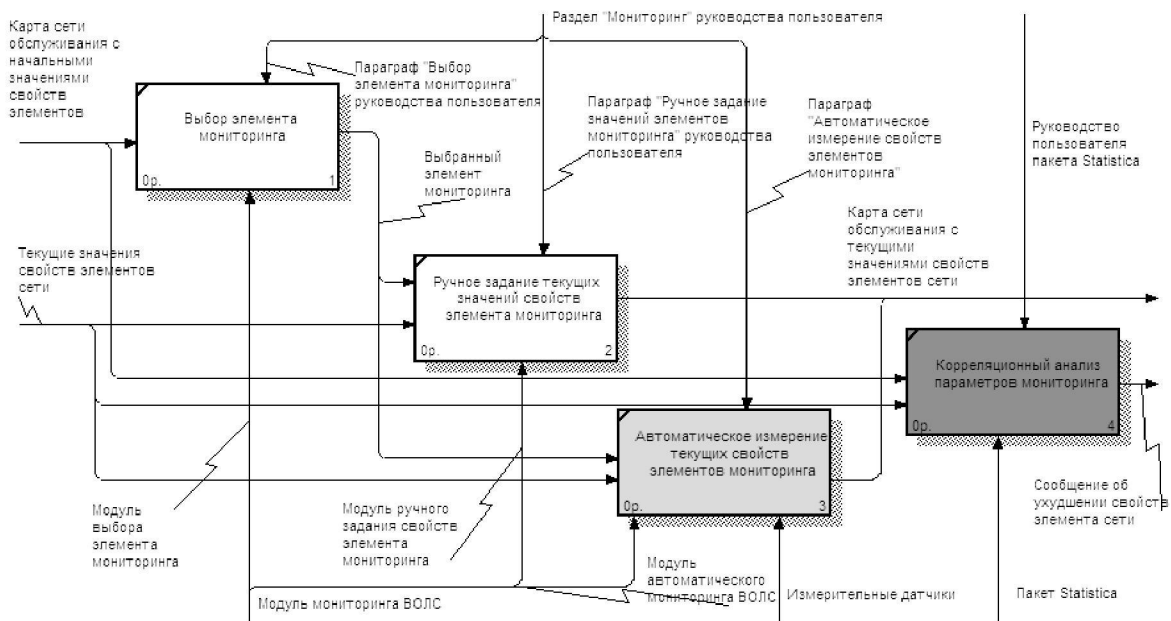 Карта сети
обслуживания с
начальными
значениями
свойств
элементов
Раздел "Мониторинг" руководства пользователя
Параграф "Выбор
элемента мониторинга"
руководства пользователя
Параграф "Ручное задание
значений элементов
мониторинга" руководства
пользователя
Параграф
"Автоматическое
измерение свойств
элементов
мониторинга"
Руководство
пользователя
пакета Statistica
Выбор элемента
мониторинга
0р.
1
Выбранный
элемент
мониторинга
Карта сети
обслуживания с
текущими
значениями свойств
элементов сети
Текущие значения
свойств элементов
сети
Ручное задание текущих
значений свойств
элемента мониторинга
0р.
2
Корреляционный анализ
параметров мониторинга
0р.
4
Автоматическое измерение
текущих свойств
элементов мониторинга
0р.
3
Модуль
выбора
элемента
мониторинга
Модуль ручного
задания свойств
элемента
мониторинга
Сообщение об
ухудшении свойств
элемента сети
Модуль
автоматического
мониторинга ВОЛС
Модуль мониторинга ВОЛС
Измерительные датчики
Пакет Statistica